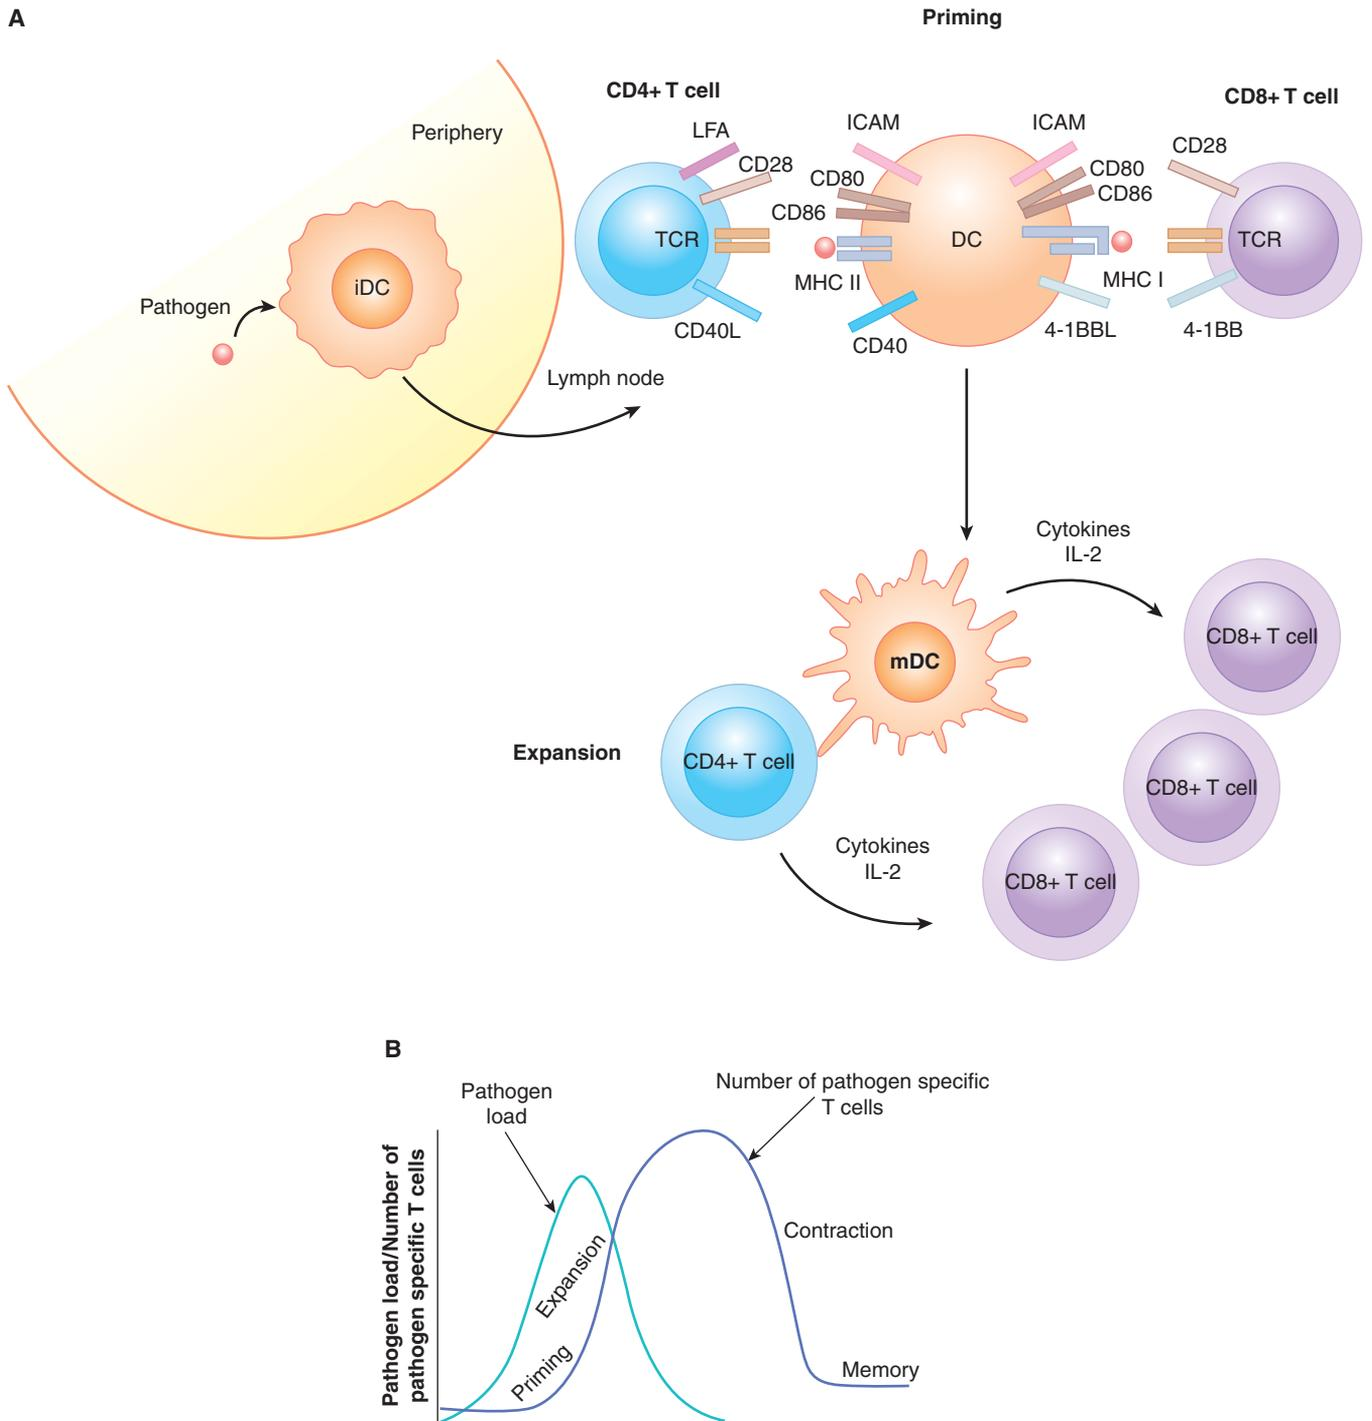 A
Priming
CD4+ T cell
CD8+ T cell
Periphery
LFA
ICAM
ICAM
CD28
CD28
CD80
CD80
CD86
CD86
TCR
DC
TCR
MHC II
MHC I
iDC
Pathogen
CD40L
CD40
4-1BBL
4-1BB
Lymph node
Cytokines
IL-2
CD8+ T cell
mDC
Expansion
CD4+ T cell
CD8+ T cell
Cytokines
IL-2
CD8+ T cell
B
Pathogen
load
Number of pathogen specific
T cells
Pathogen load/Number of
pathogen specific T cells
Expansion
Priming
Contraction
Memory